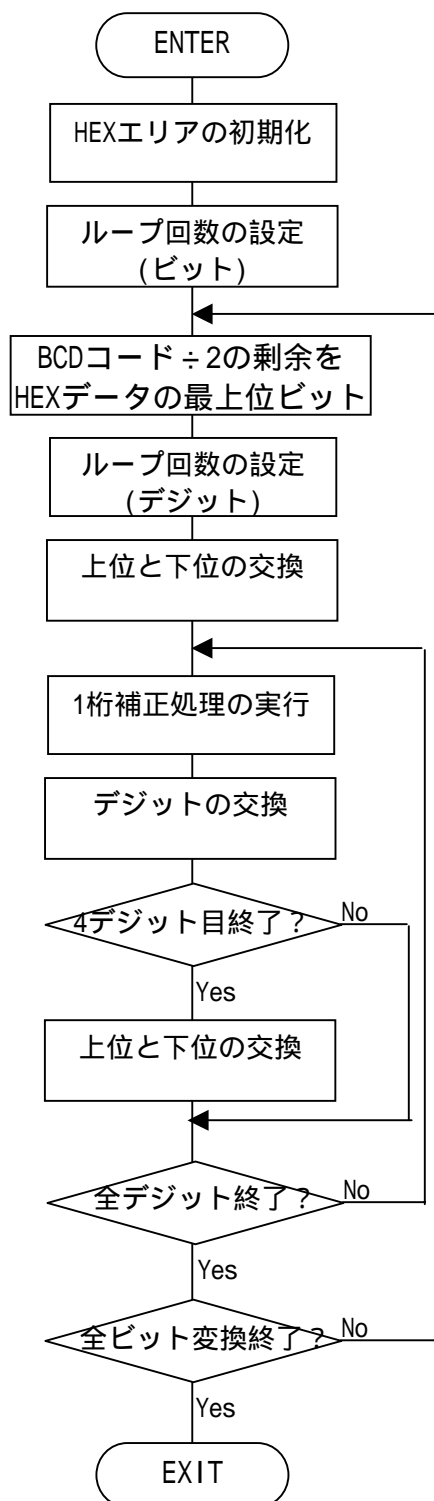 ENTER
HEXエリアの初期化
ループ回数の設定
(ビット)
BCDコード÷2の剰余を
HEXデータの最上位ビット
ループ回数の設定
(デジット)
上位と下位の交換
1桁補正処理の実行
デジットの交換
4デジット目終了?
No
Yes
上位と下位の交換
全デジット終了?
No
Yes
全ビット変換終了?
No
Yes
EXIT